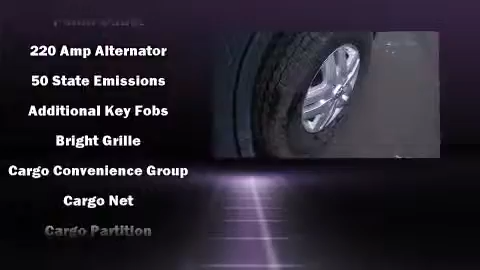 220 Amp Alternator
50 State Emissions
Additional Key Fobs
Bright Grille
Cargo Convenience Group
Cargo Net
Cargo Partition